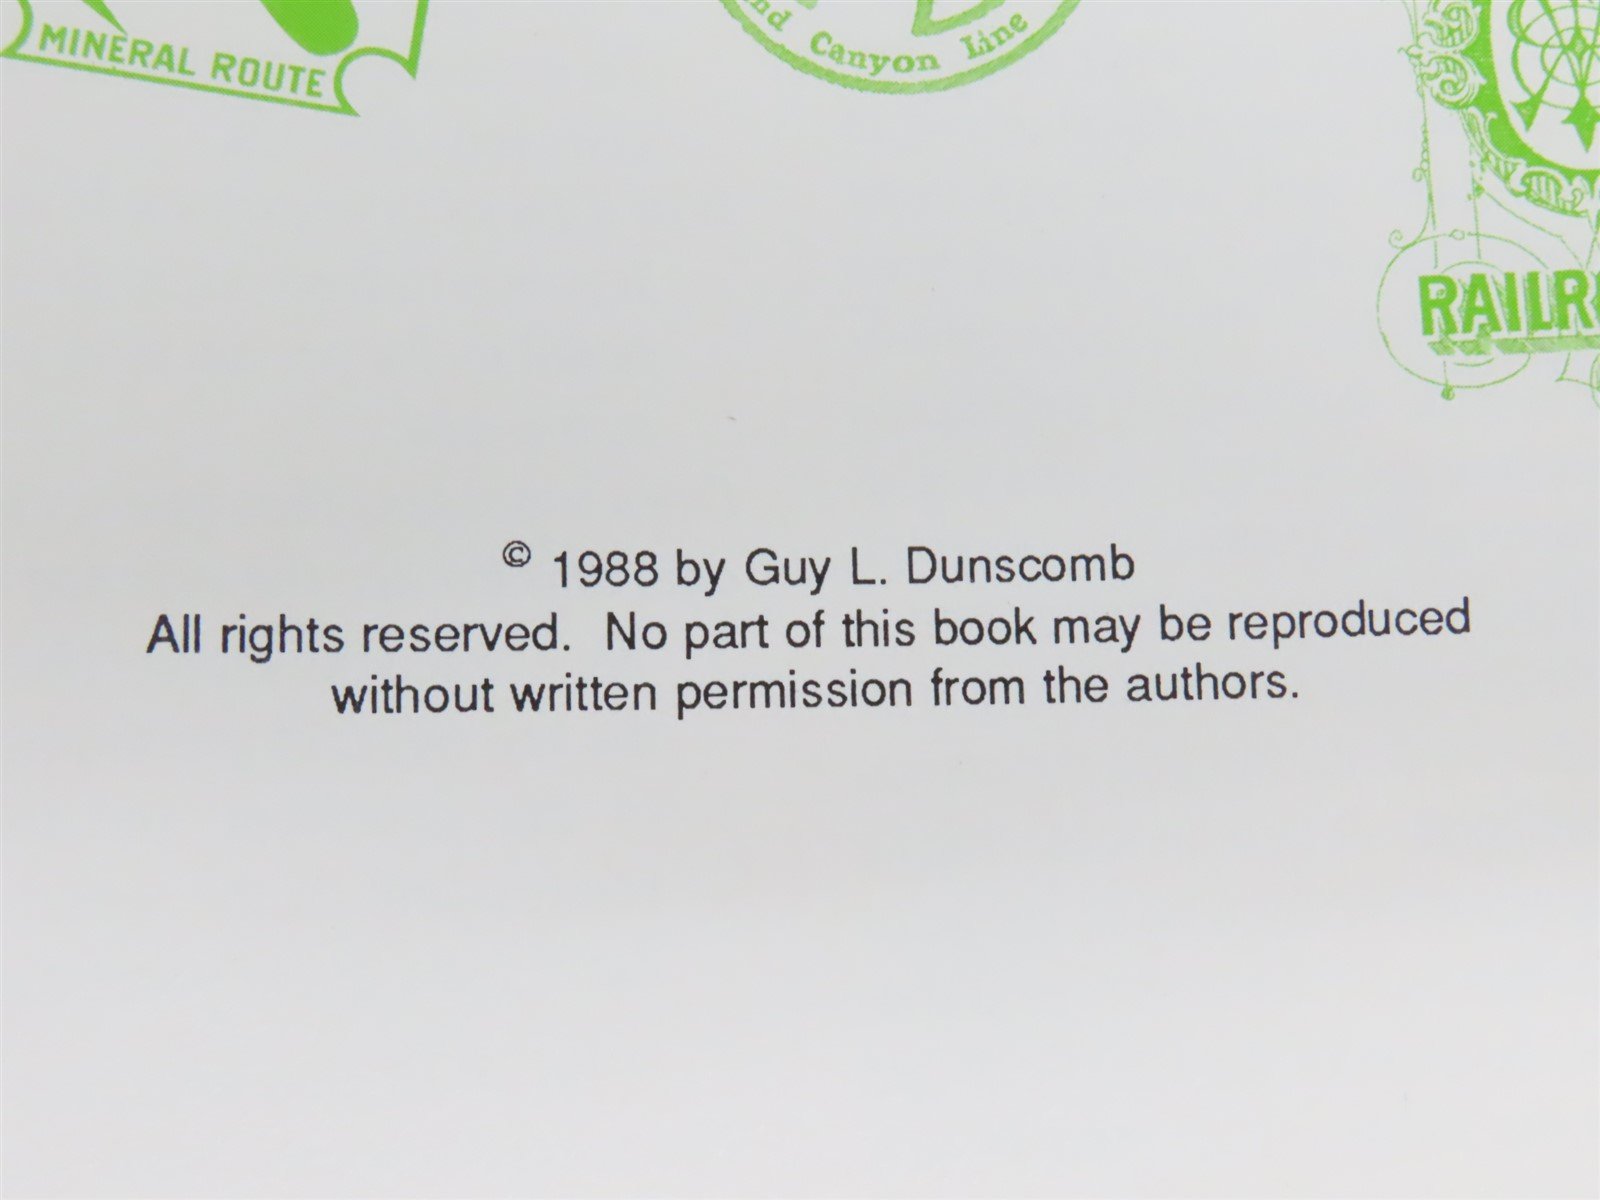 MINERAL ROUTE
nd Canyon Line
RAILR
© 1988 by Guy L. Dunscomb
All rights reserved. No part of this book may be reproduced
without written permission from the authors.